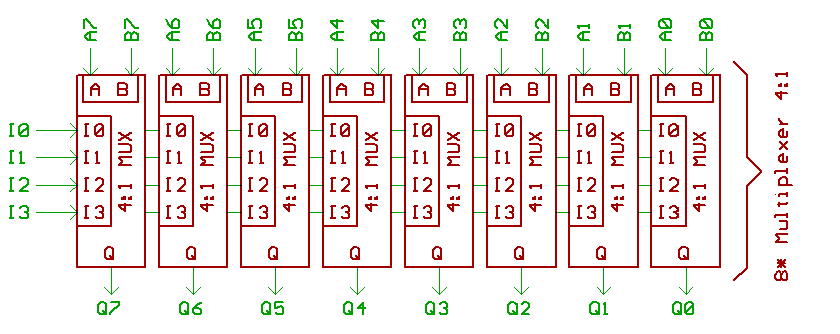 A7 B7 A6 B6 A5 B5 A4 B4 A3 B3 A2 B2 A1 B1 A0 B0
A B A B A B A B A B A B A B A B
I0 I0 I0 I0 I0 I0 I0 I0 I0
I1 I1 I1 I1 I1 I1 I1 I1 I1
I2 I2 I2 I2 I2 I2 I2 I2 I2
I3 I3 I3 I3 I3 I3 I3 I3 I3
4:1 MUX
4:1 MUX
4:1 MUX
4:1 MUX
4:1 MUX
4:1 MUX
4:1 MUX
4:1 MUX
Q Q Q Q Q Q Q Q
Q7 Q6 Q5 Q4 Q3 Q2 Q1 Q0
8* Multiplexer 4:1